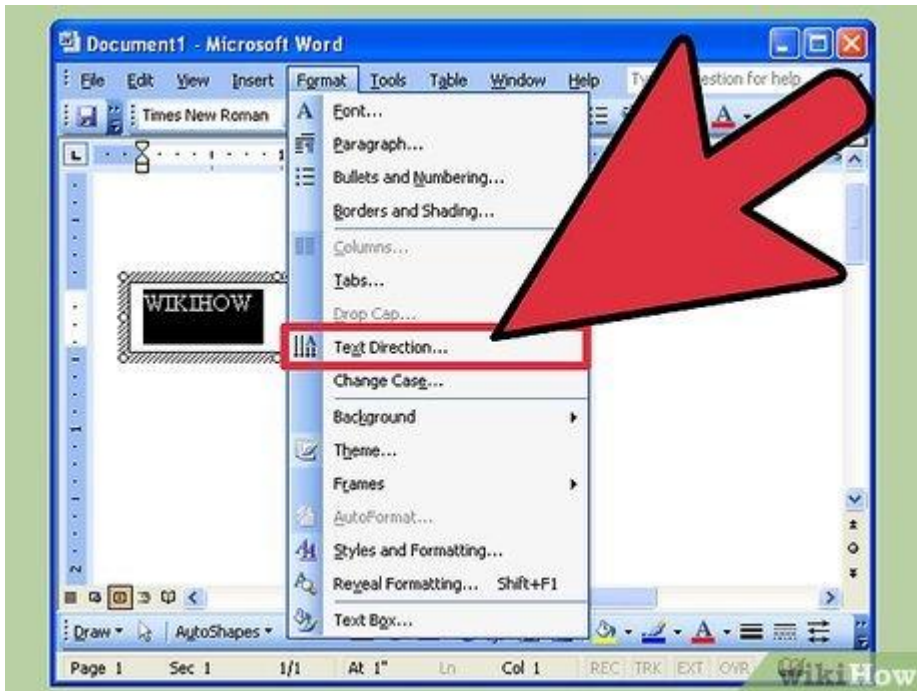 Document1 - Microsoft Word
File Edit View Insert Format Tools Table Window Help
Times New Roman
Font...
Paragraph...
Bullets and Numbering...
Borders and Shading...
Columns...
Tabs...
WIKIHOW
Drop Cap...
Text Direction...
Change Case...
Background
Theme...
Frames
AutoFormat...
Styles and Formatting...
Reveal Formatting... Shift+F1
Text Box...
Draw AutoShapes
Page 1 Sec 1 1/1 At 1" Ln Col 1 REC TRK EXT OVR
wikiHow